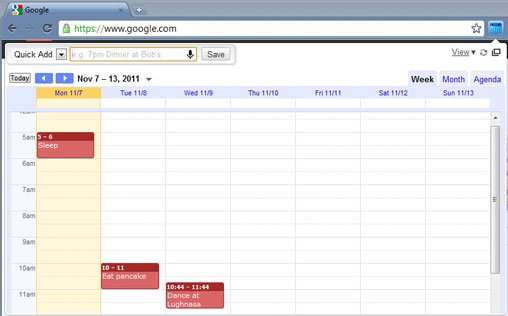 Google
https://www.google.com
Quick Add
e.g. 7pm Dinner at Bob's
Save
View
Today
Nov 7 – 13, 2011
Week
Month
Agenda
Mon 11/7
Tue 11/8
Wed 11/9
Thu 11/10
Fri 11/11
Sat 11/12
Sun 11/13
5am
5 – 6
Sleep
6am
7am
8am
9am
10am
10 – 11
Eat pancake
10:44 – 11:44
Dance at
Lughnasa
11am